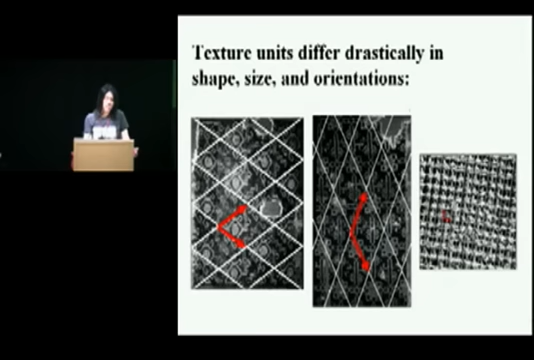 Texture units differ drastically in
shape, size, and orientations: